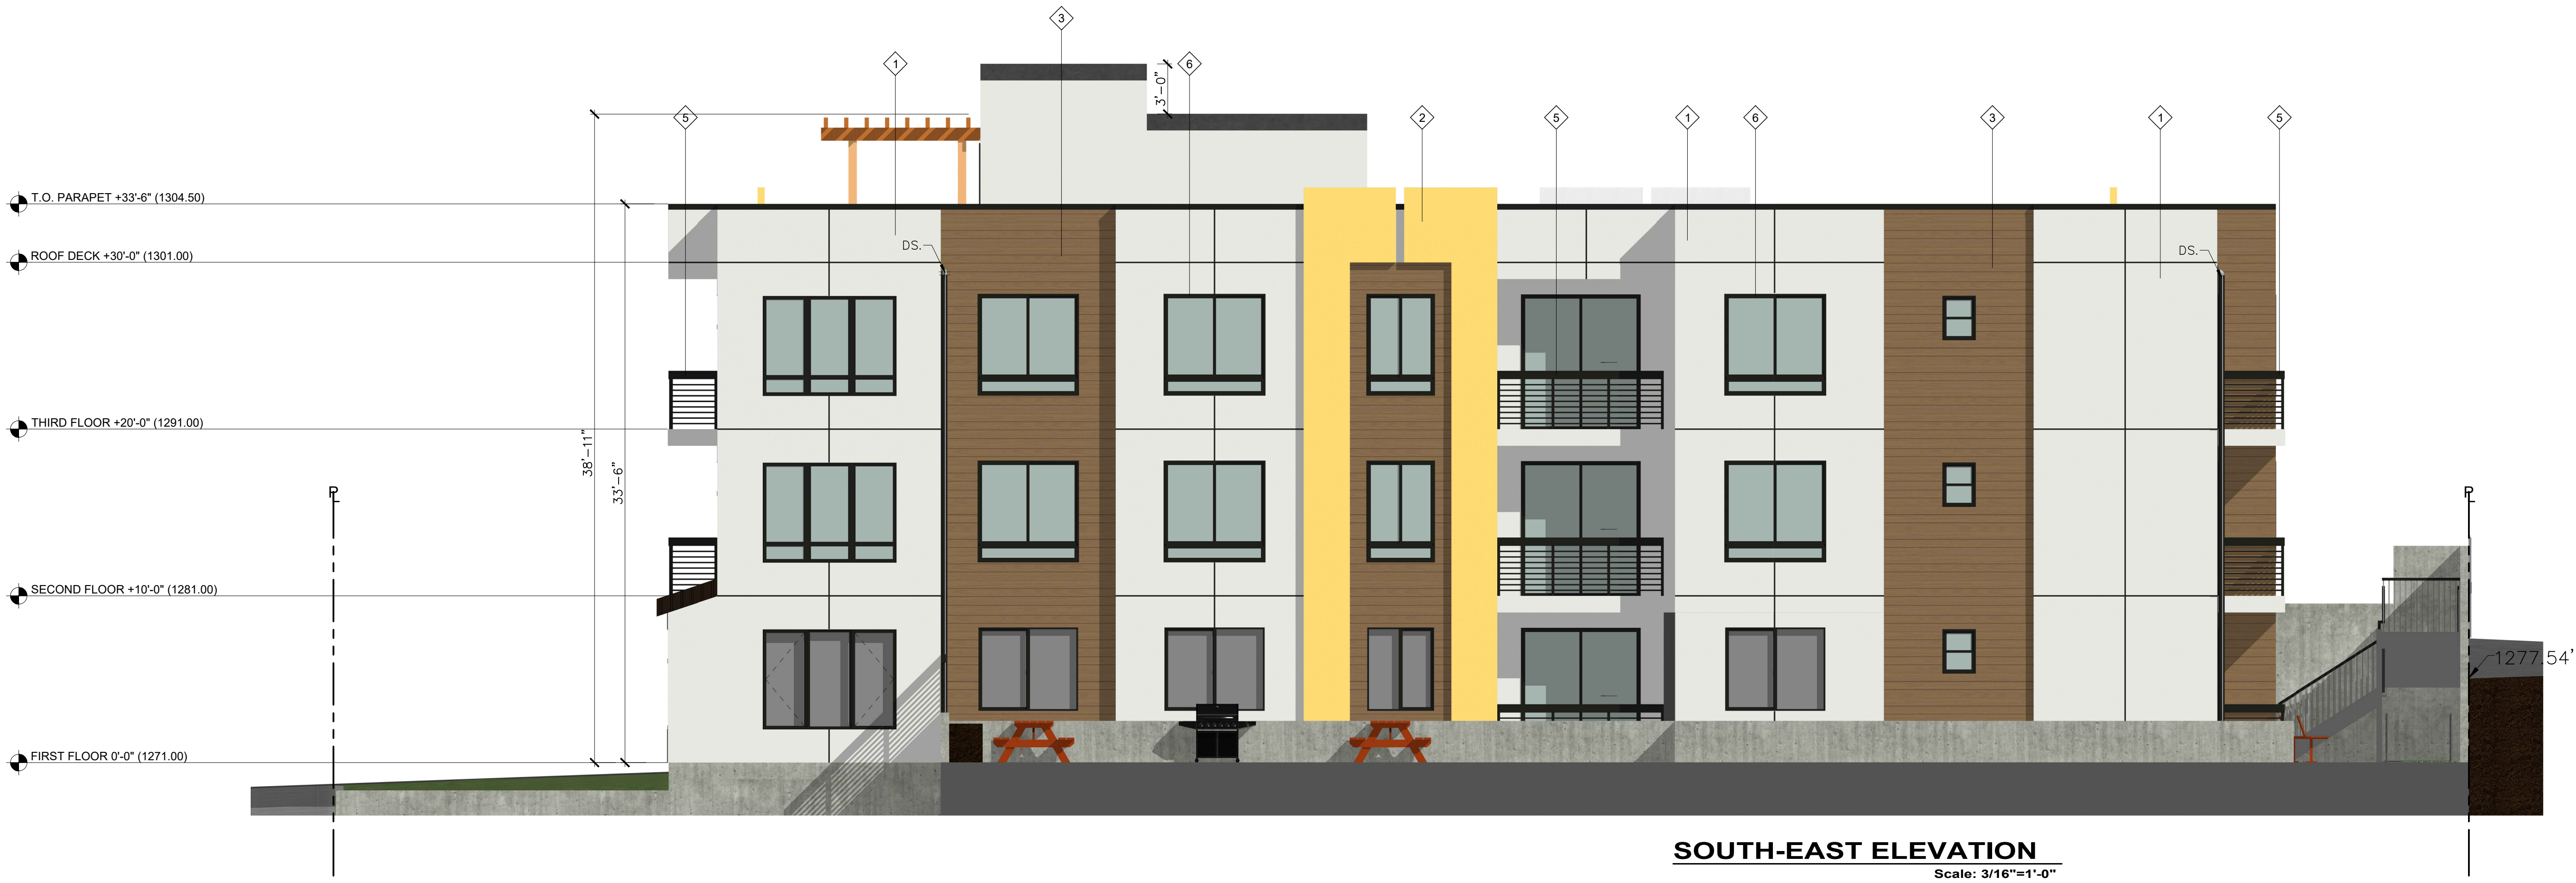 3
1
6
3'-0"
5
2
5
1
6
3
1
5
T.O. PARAPET +33'-6" (1304.50)
DS.
DS.
ROOF DECK +30'-0" (1301.00)
THIRD FLOOR +20'-0" (1291.00)
38'-11"
33'-6"
PL
PL
SECOND FLOOR +10'-0" (1281.00)
1277.54'
FIRST FLOOR 0'-0" (1271.00)
SOUTH-EAST ELEVATION
Scale: 3/16"=1'-0"